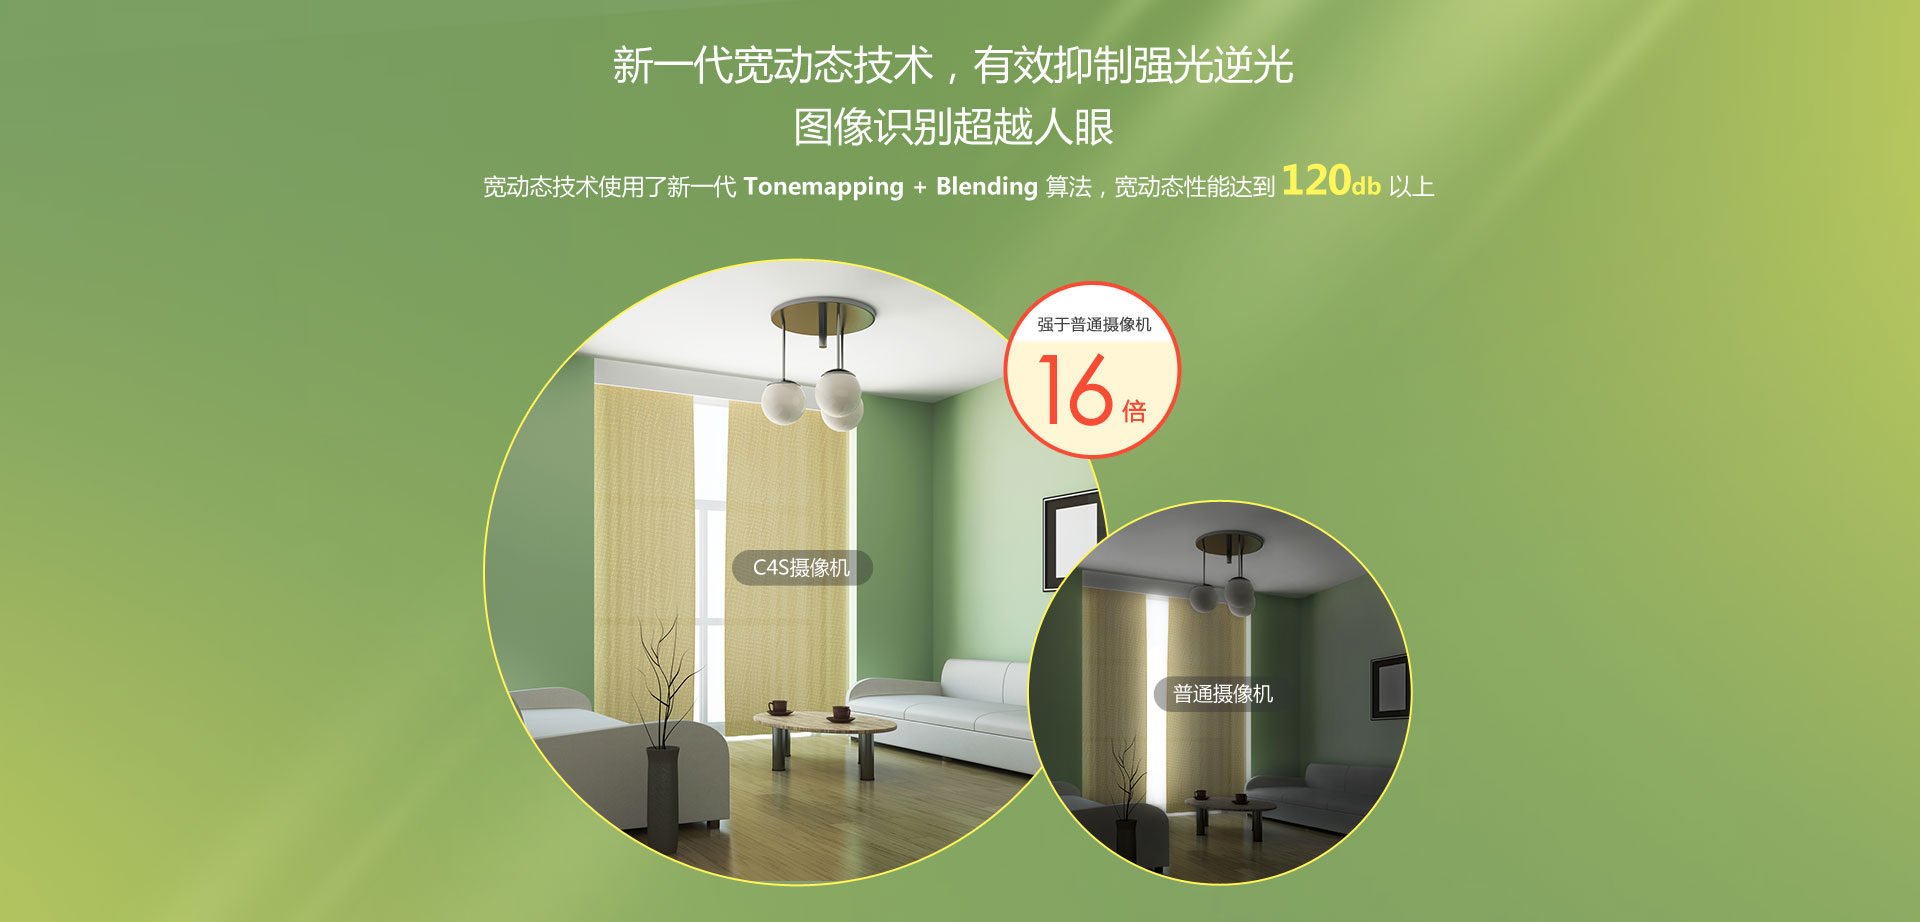 新一代宽动态技术，有效抑制强光逆光
图像识别超越人眼
宽动态技术使用了新一代 Tonemapping + Blending 算法，宽动态性能达到 120db 以上
强于普通摄像机
16 倍
C4S摄像机
普通摄像机